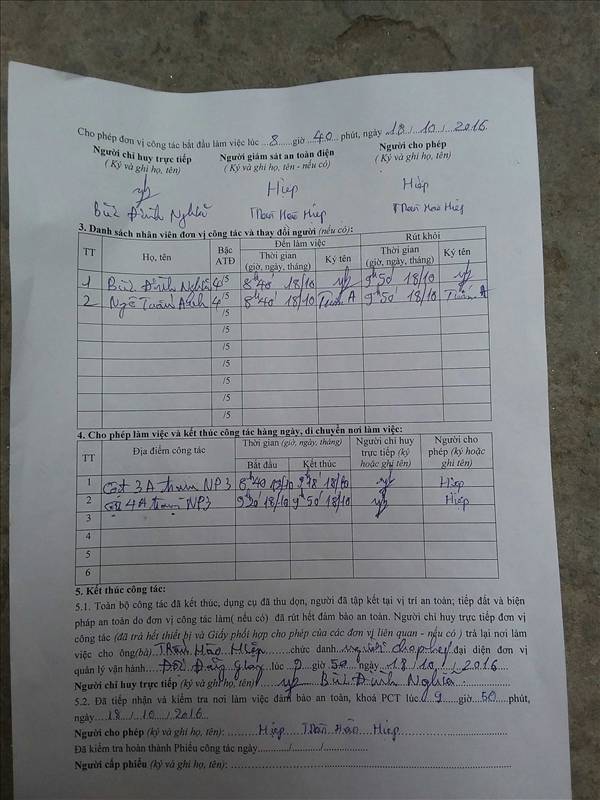 Cho phép đơn vị công tác bắt đầu làm việc lúc ...8......giờ ...40... phút, ngày 18 / 10 / 2016
Người chỉ huy trực tiếp Người giám sát an toàn điện Người cho phép
( Ký và ghi họ, tên) ( Ký và ghi họ, tên - nếu có) ( Ký và ghi họ, tên)
Hiệp Hiệp
Bùi Đình Nghĩa Trần Hào Hiệp Trần Hào Hiệp
3. Danh sách nhân viên đơn vị công tác và thay đổi người (nếu có):
TT Họ, tên Bậc ATĐ Đến làm việc Rút khỏi
Thời gian (giờ, ngày, tháng) Ký tên Thời gian (giờ, ngày, tháng) Ký tên
1 Bùi Đình Nghĩa 4/5 8h40' 18/10 9h50' 18/10
2 Ngô Tuấn Anh 4/5 8h40' 18/10 Tuấn A 9h50' 18/10 Tuấn A
/5
/5
/5
/5
/5
/5
4. Cho phép làm việc và kết thúc công tác hàng ngày, di chuyển nơi làm việc:
TT Địa điểm công tác Thời gian (giờ, ngày, tháng) Người chỉ huy trực tiếp (ký hoặc ghi tên) Người cho phép (ký hoặc ghi tên)
Bắt đầu Kết thúc
1 Cột 3A trạm NP3 8h40 18/10 18/10 Hiệp
2 Cột 4A trạm NP3 18/10 9h50' 18/10 Hiệp
3
4
5
6
5. Kết thúc công tác:
5.1. Toàn bộ công tác đã kết thúc, dụng cụ đã thu dọn, người đã tập kết tại vị trí an toàn; tiếp đất và biện
pháp an toàn do đơn vị công tác làm( nếu có) đã rút hết đảm bảo an toàn. Người chỉ huy trực tiếp đơn vị
công tác (đã trả hết thiết bị và Giấy phối hợp cho phép của các đơn vị liên quan - nếu có ) trả lại nơi làm
việc cho ông(bà) Trần Hào Hiệp chức danh người cho phép đại diện đơn vị
quản lý vận hành lúc 9 giờ 50 ngày 18 / 10 / 2016
Người chỉ huy trực tiếp (ký và ghi họ, tên) Bùi Đình Nghĩa
5.2. Đã tiếp nhận và kiểm tra nơi làm việc đảm bảo an toàn, khoá PCT lúc 9 giờ 50 phút,
ngày 18 / 10 / 2016
Người cho phép (ký và ghi họ, tên): Hiệp Trần Hào Hiệp
Đã kiểm tra hoàn thành Phiếu công tác ngày.........../............/................
Người cấp phiếu (ký và ghi họ, tên): ..................................